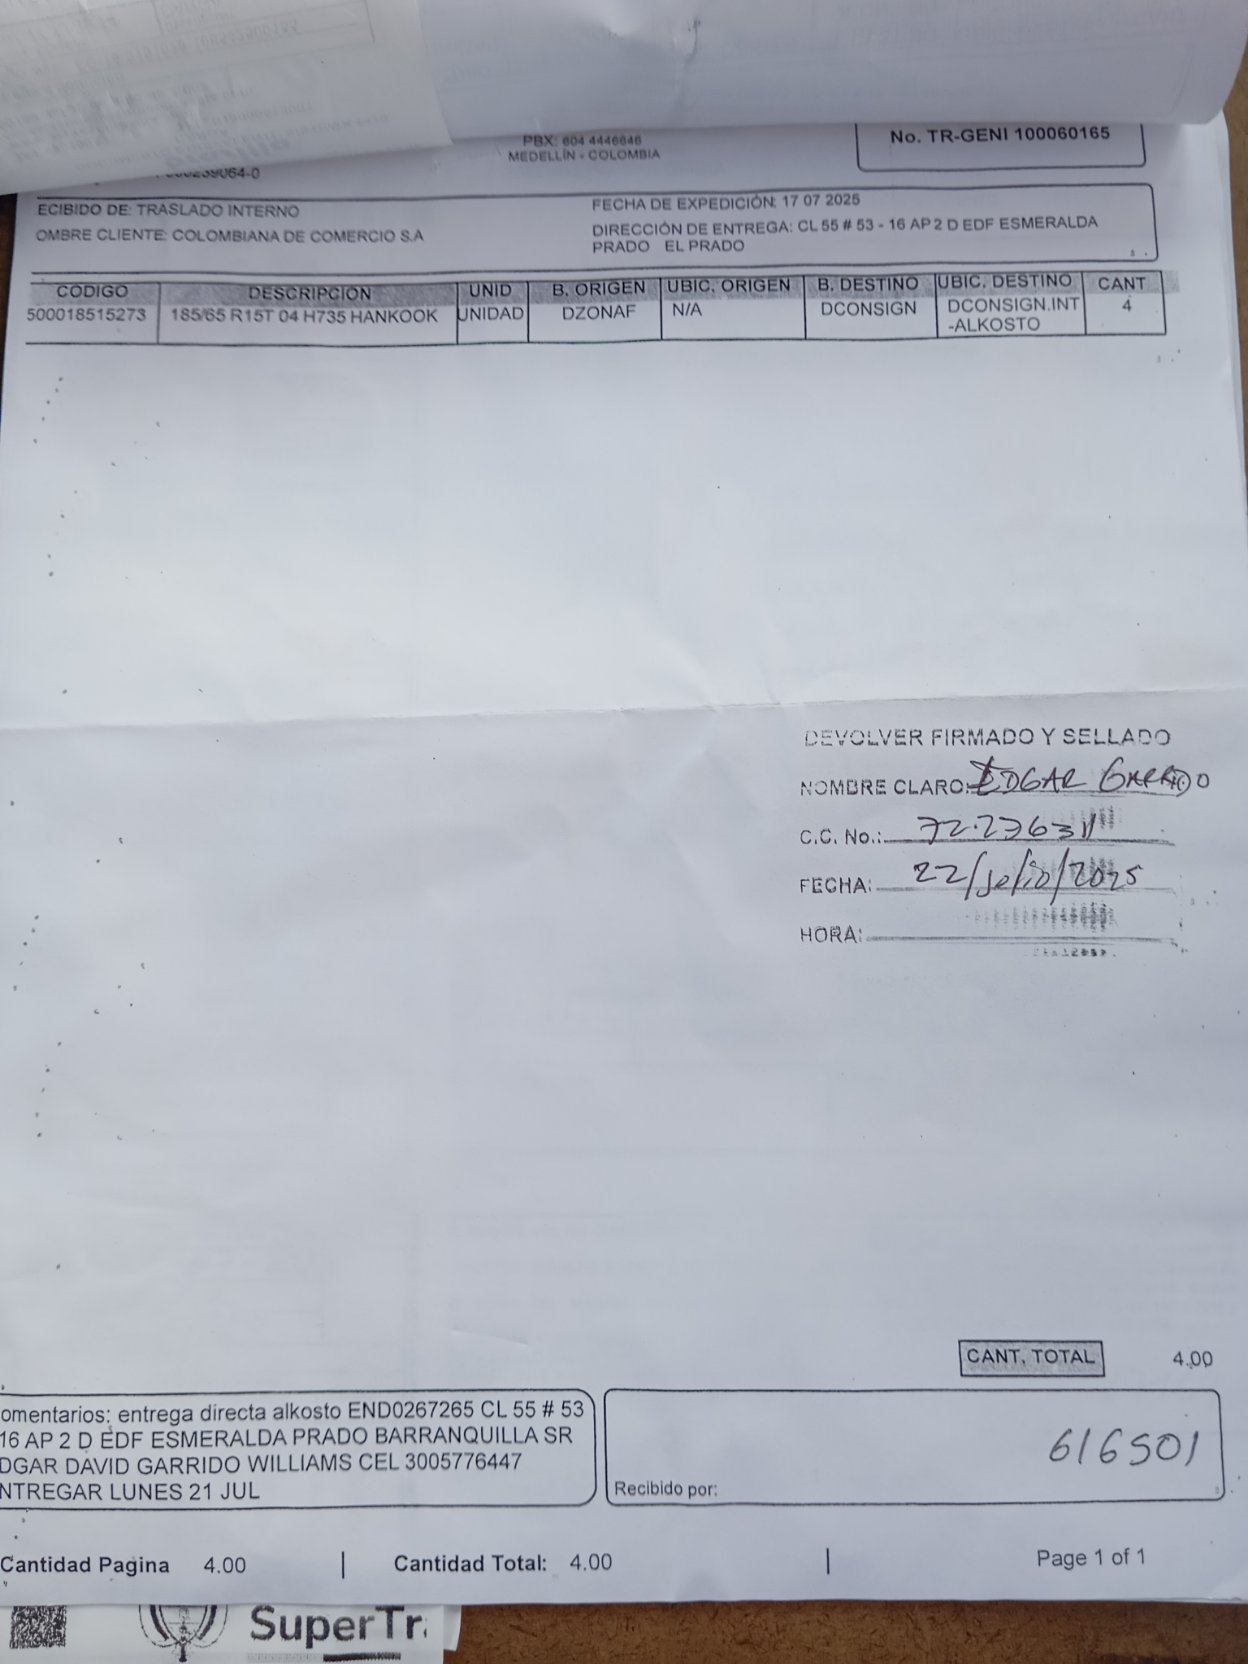 PBX: 604 4446646
MEDELLÍN - COLOMBIA
No. TR-GENI 100060165
ECIBIDO DE: TRASLADO INTERNO
FECHA DE EXPEDICIÓN: 17 07 2025
OMBRE CLIENTE: COLOMBIANA DE COMERCIO S.A
DIRECCIÓN DE ENTREGA: CL 55 # 53 - 16 AP 2 D EDF ESMERALDA
PRADO EL PRADO
CODIGO DESCRIPCION UNID B. ORIGEN UBIC. ORIGEN B. DESTINO UBIC. DESTINO CANT
500018515273 185/65 R15T 04 H735 HANKOOK UNIDAD DZONAF N/A DCONSIGN DCONSIGN.INT 4
-ALKOSTO
DEVOLVER FIRMADO Y SELLADO
NOMBRE CLARO: EDGAR GARRIDO
C.C. No.: 72.236311
FECHA: 22/Julio/2025
HORA:
CANT. TOTAL 4.00
omentarios: entrega directa alkosto END0267265 CL 55 # 53
16 AP 2 D EDF ESMERALDA PRADO BARRANQUILLA SR
DGAR DAVID GARRIDO WILLIAMS CEL 3005776447
NTREGAR LUNES 21 JUL
616501
Recibido por:
Cantidad Pagina 4.00 | Cantidad Total: 4.00 | Page 1 of 1
SuperTr